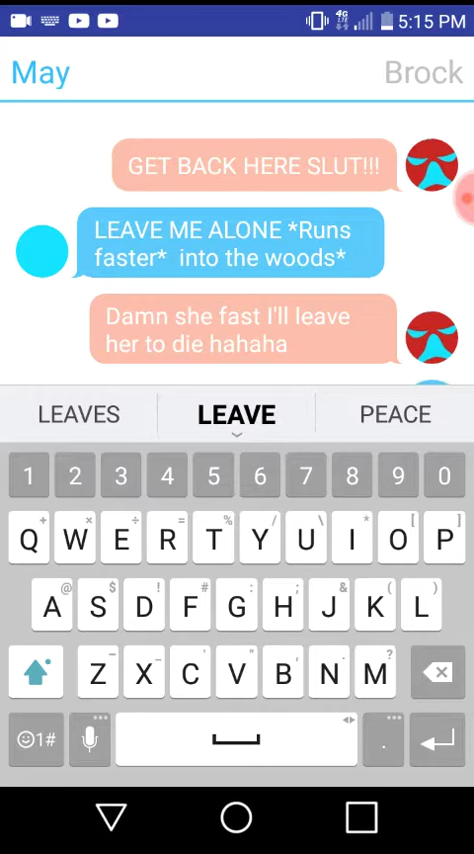 4G LTE 5:15 PM
May Brock
GET BACK HERE SLUT!!!
LEAVE ME ALONE *Runs
faster*  into the woods*
Damn she fast I'll leave
her to die hahaha
LEAVES LEAVE PEACE
1 2 3 4 5 6 7 8 9 0
+ × ÷ = % / \ * [ ]
Q W E R T Y U I O P
@ $ ! # : ; & ( )
A S D F G H J K L
- _ ' " , . ?
Z X C V B N M
1# .